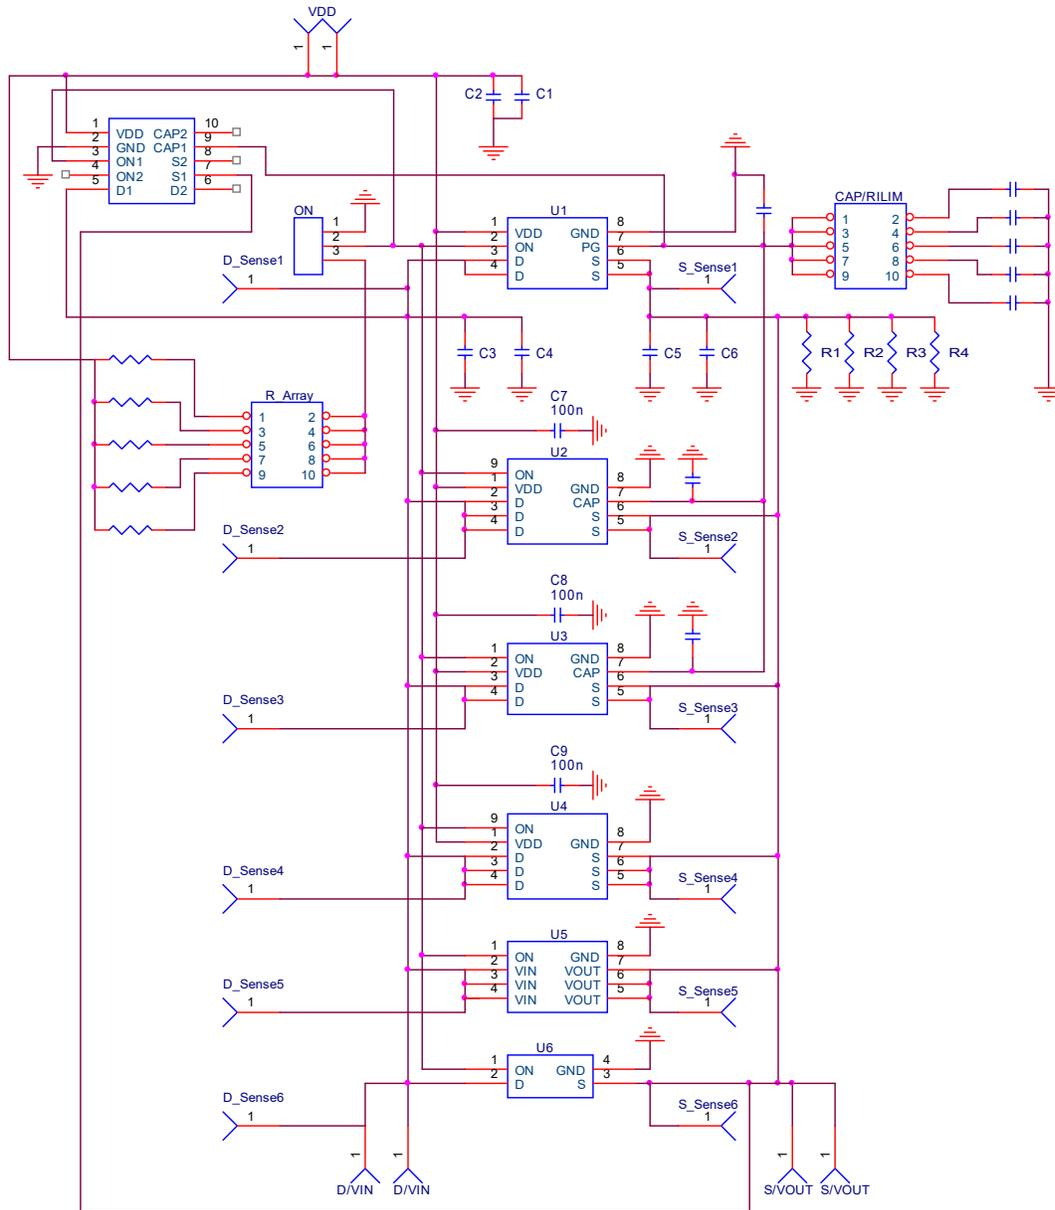 VDD
1 1
C2 C1
1 VDD CAP2 10
2 GND CAP1 9
3 ON1 S2 8
4 ON2 S1 7
5 D1 D2 6
ON
1
2
3
U1
1 VDD GND 8
2 ON PG 7
3 D S 6
4 D S 5
CAP/RILIM
1 2
3 4
5 6
7 8
9 10
D_Sense1
1
S_Sense1
1
C3 C4 C5 C6
R1 R2 R3 R4
R_Array
1 2
3 4
5 6
7 8
9 10
C7
100n
U2
9 ON
1 VDD GND 8
2 D CAP 7
3 D S 6
4 D S 5
D_Sense2
1
S_Sense2
1
C8
100n
U3
1 ON GND 8
2 VDD CAP 7
3 D S 6
4 D S 5
D_Sense3
1
S_Sense3
1
C9
100n
U4
9 ON
1 VDD GND 8
2 D S 7
3 D S 6
4 D S 5
D_Sense4
1
S_Sense4
1
U5
1 ON GND 8
2 VIN VOUT 7
3 VIN VOUT 6
4 VIN VOUT 5
D_Sense5
1
S_Sense5
1
U6
1 ON GND 4
2 D S 3
D_Sense6
1
S_Sense6
1
1 1 1 1
D/VIN D/VIN S/VOUT S/VOUT